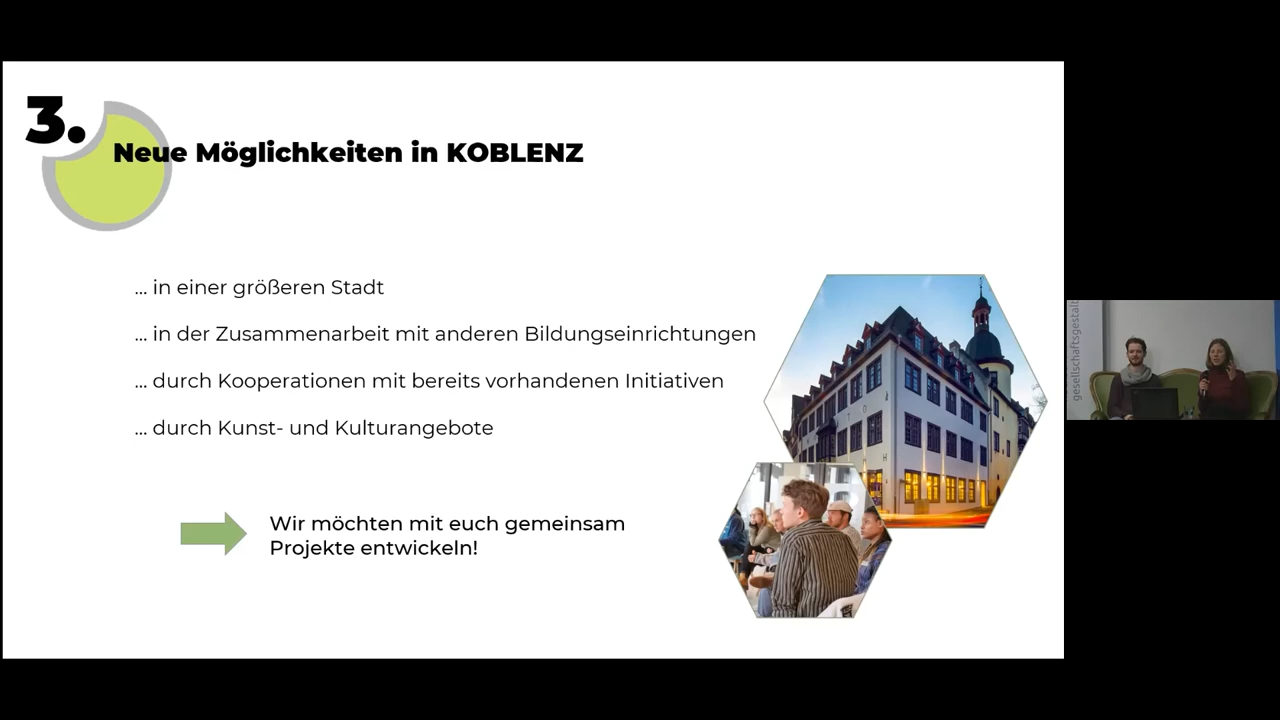 3.
Neue Möglichkeiten in KOBLENZ
... in einer größeren Stadt
... in der Zusammenarbeit mit anderen Bildungseinrichtungen
... durch Kooperationen mit bereits vorhandenen Initiativen
... durch Kunst- und Kulturangebote
Wir möchten mit euch gemeinsam
Projekte entwickeln!
gesellschaftsgestalt